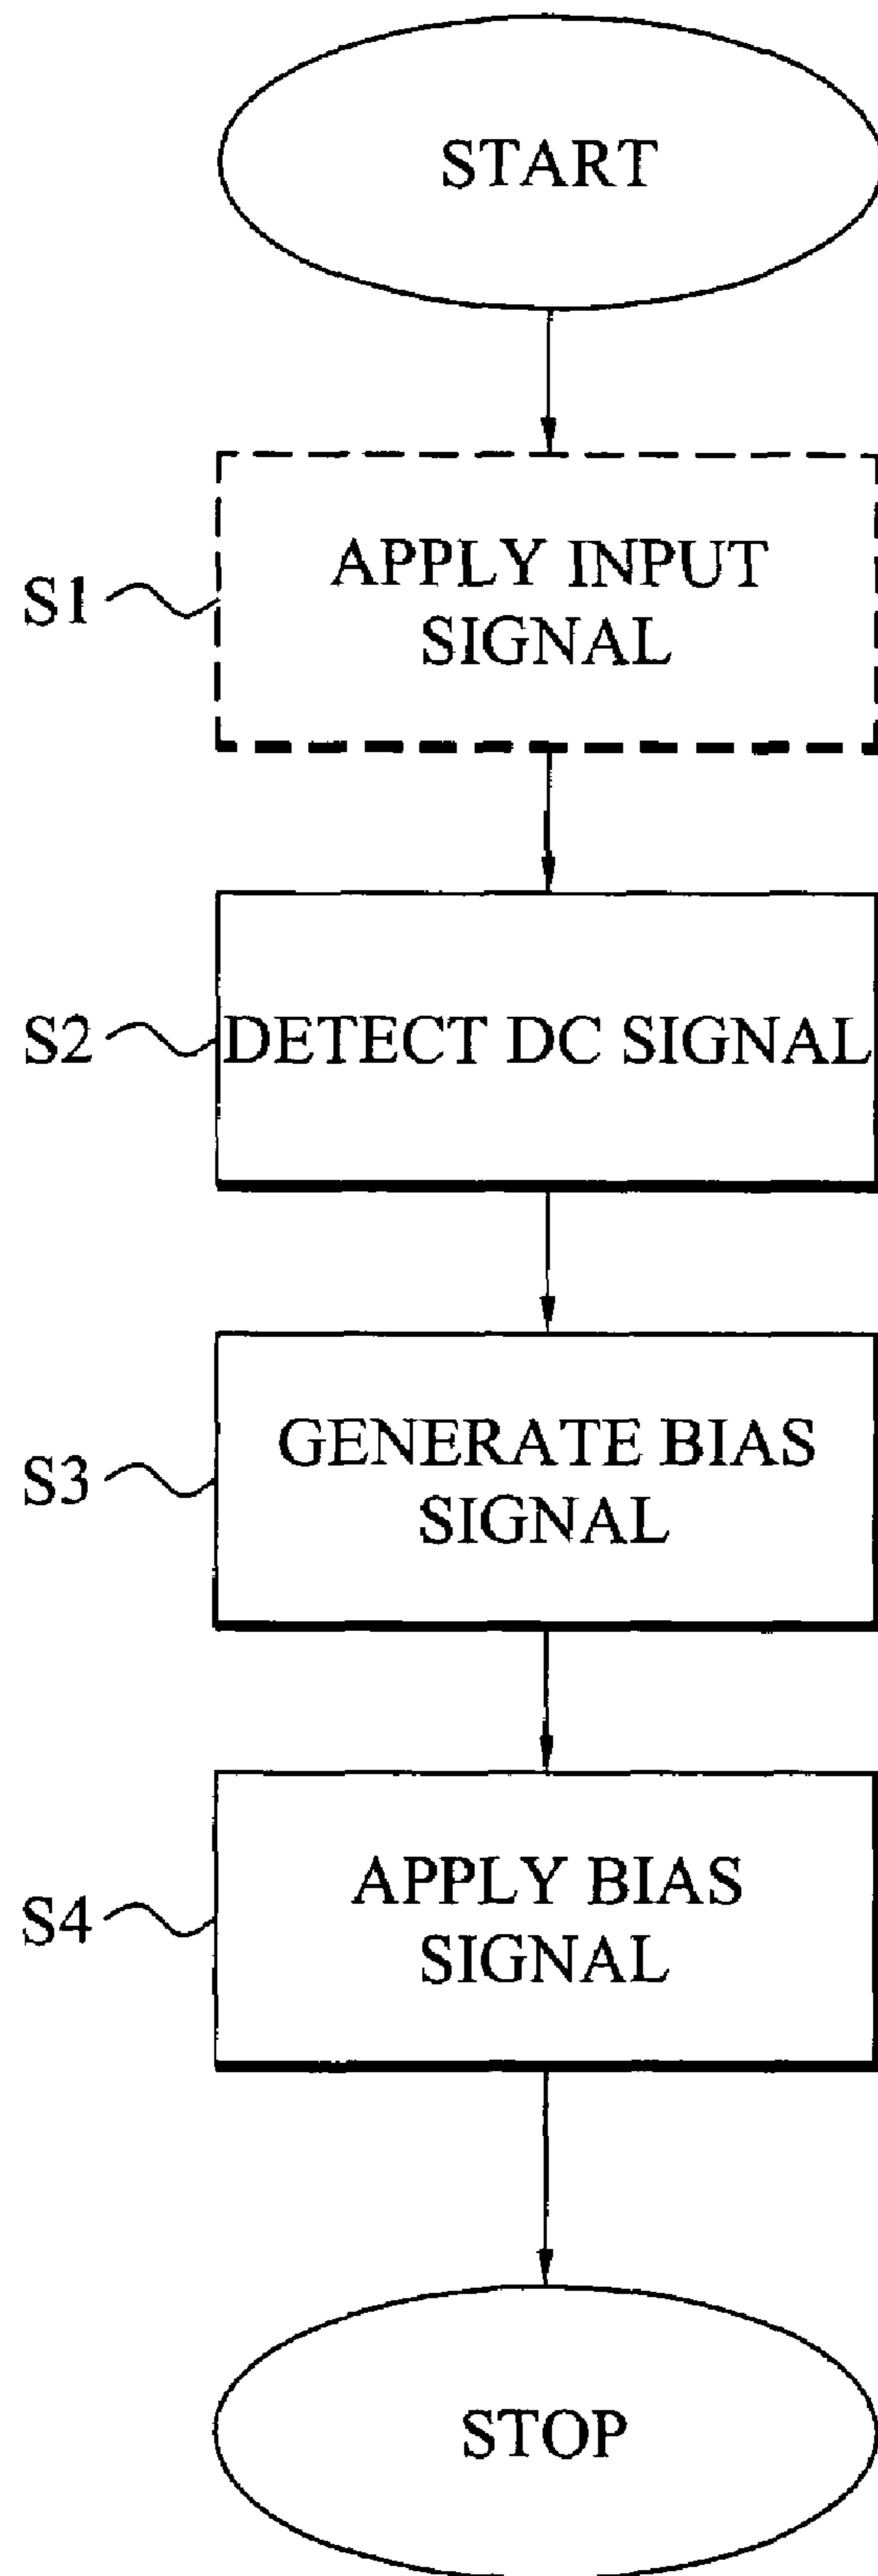 START
S1
APPLY INPUT
SIGNAL
S2
DETECT DC SIGNAL
S3
GENERATE BIAS
SIGNAL
S4
APPLY BIAS
SIGNAL
STOP